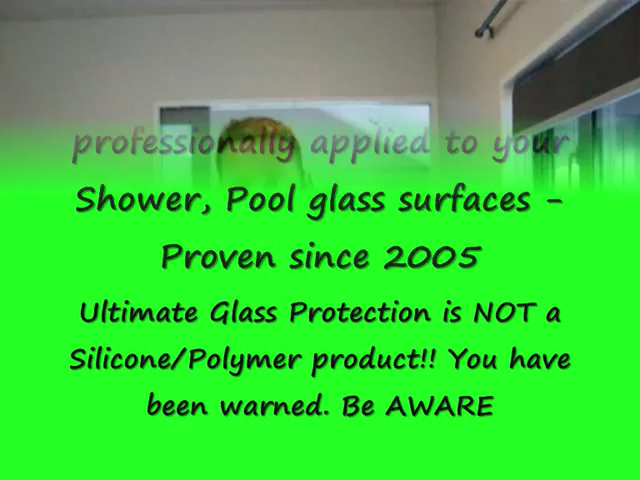 professionally applied to your
Shower, Pool glass surfaces -
Proven since 2005
Ultimate Glass Protection is NOT a
Silicone/Polymer product!! You have
been warned. Be AWARE